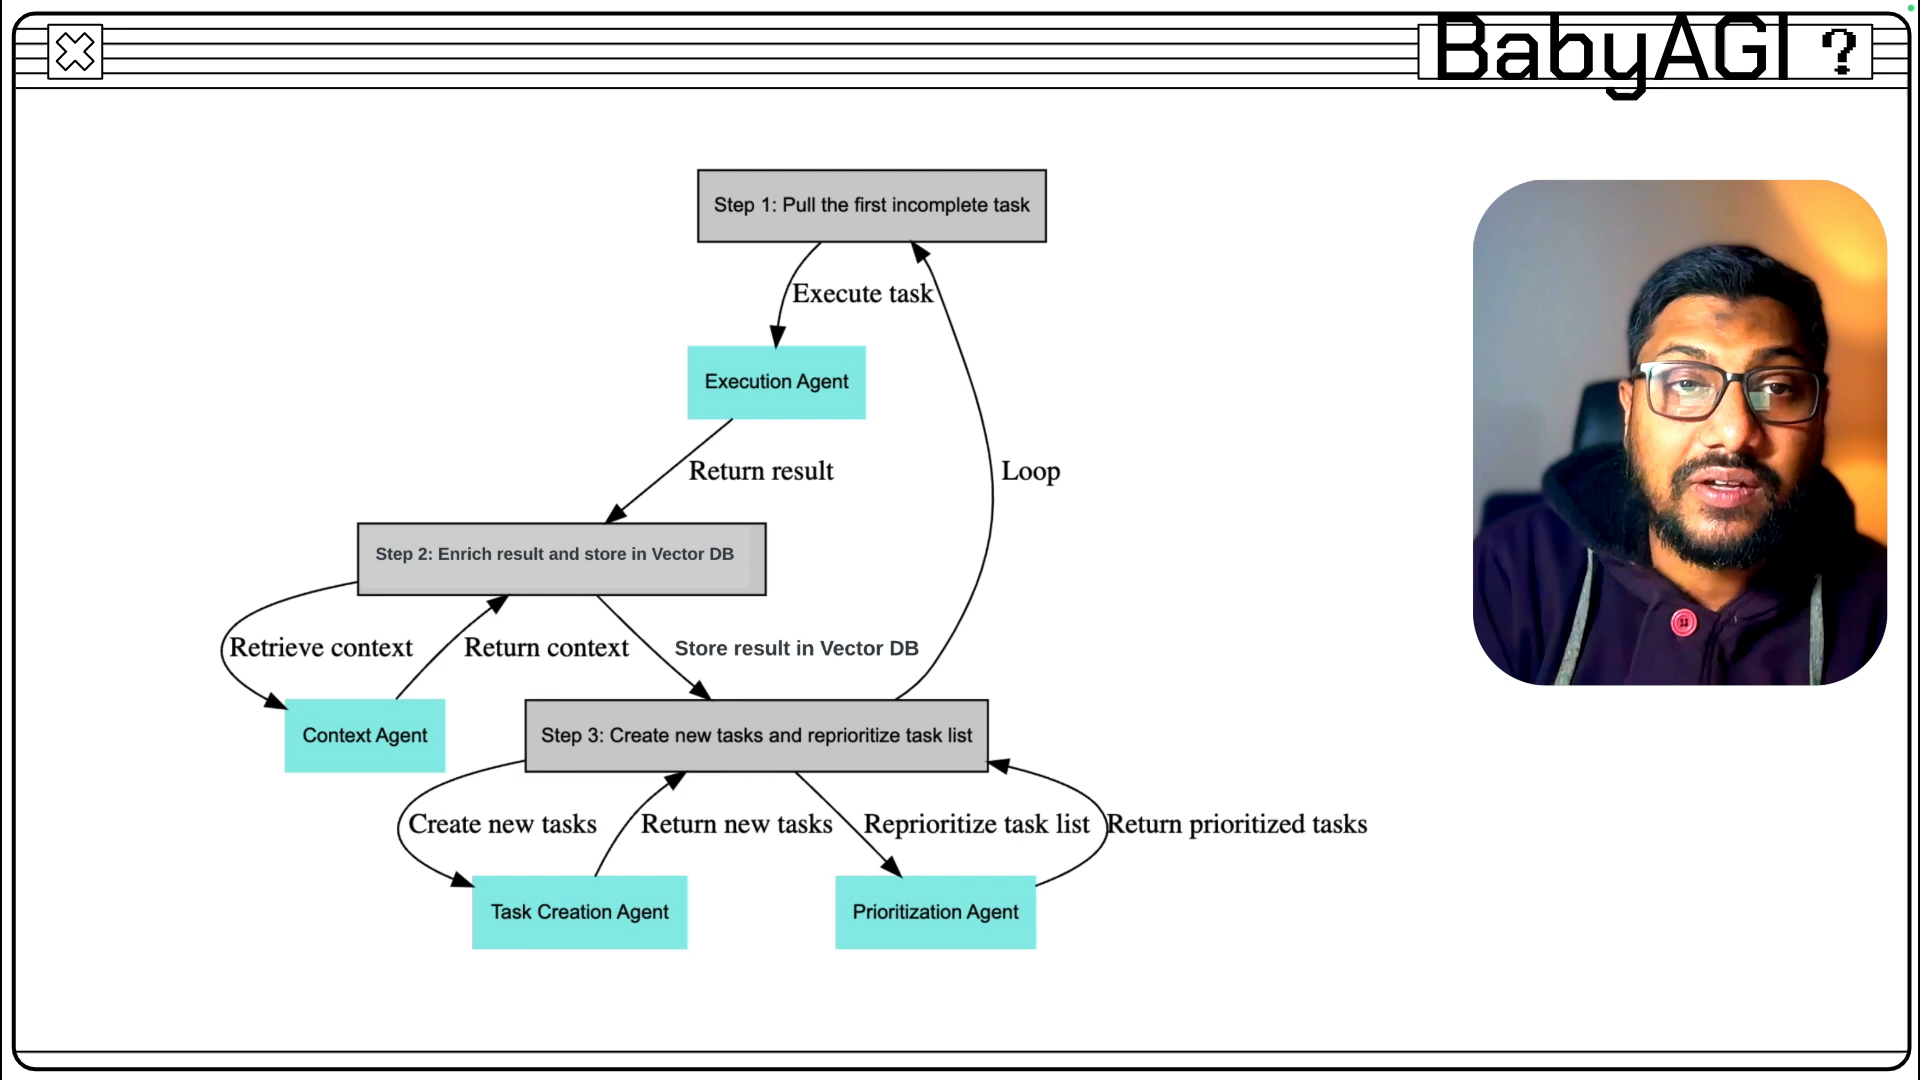 BabyAGI ?
Step 1: Pull the first incomplete task
Execute task
Execution Agent
Return result
Loop
Step 2: Enrich result and store in Vector DB
Retrieve context
Return context
Store result in Vector DB
Context Agent
Step 3: Create new tasks and reprioritize task list
Create new tasks
Return new tasks
Reprioritize task list
Return prioritized tasks
Task Creation Agent
Prioritization Agent